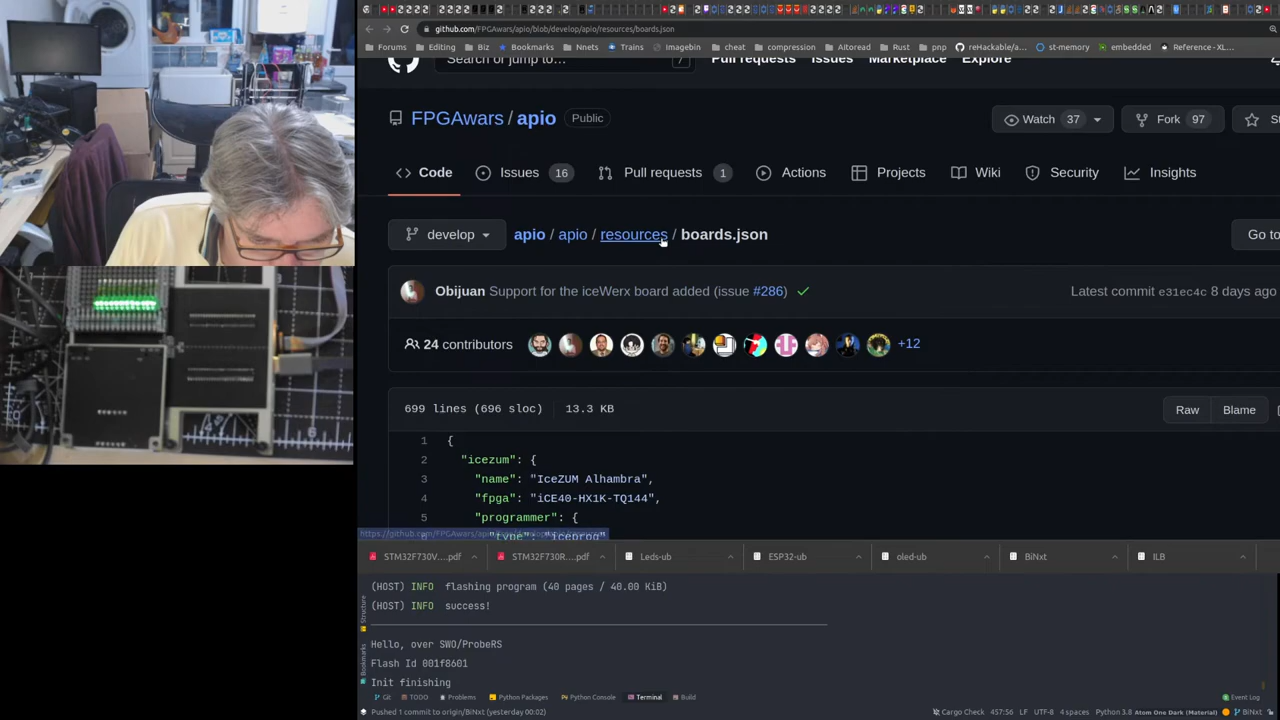 github.com/FPGAwars/apio/blob/develop/apio/resources/boards.json
Forums Editing Biz Bookmarks Nnets Trains Imagebin cheat compression Aitoread Rust pnp reHackable/a... st-memory embedded Reference - XL...
Search or jump to... / Pull requests Issues Marketplace Explore
FPGAwars / apio Public Watch 37 Fork 97
Code Issues 16 Pull requests 1 Actions Projects Wiki Security Insights
develop apio / apio / resources / boards.json Go to
Obijuan Support for the iceWerx board added (issue #286) Latest commit e31ec4c 8 days ago
24 contributors +12
699 lines (696 sloc) 13.3 KB Raw Blame
1 {
2 "icezum": {
3 "name": "IceZUM Alhambra",
4 "fpga": "iCE40-HX1K-TQ144",
5 "programmer": {
"type": "iceprog"
STM32F730V....pdf STM32F730R....pdf Leds-ub ESP32-ub oled-ub BiNxt ILB
(HOST) INFO flashing program (40 pages / 40.00 KiB)
(HOST) INFO success!
Hello, over SWO/ProbeRS
Flash Id 001f8601
Init finishing
Structure
Bookmarks
Git TODO Problems Python Packages Python Console Terminal Build Event Log
Pushed 1 commit to origin/BiNxt (yesterday 00:02) Cargo Check 457:56 LF UTF-8 4 spaces Python 3.8 Atom One Dark (Material) BiNxt